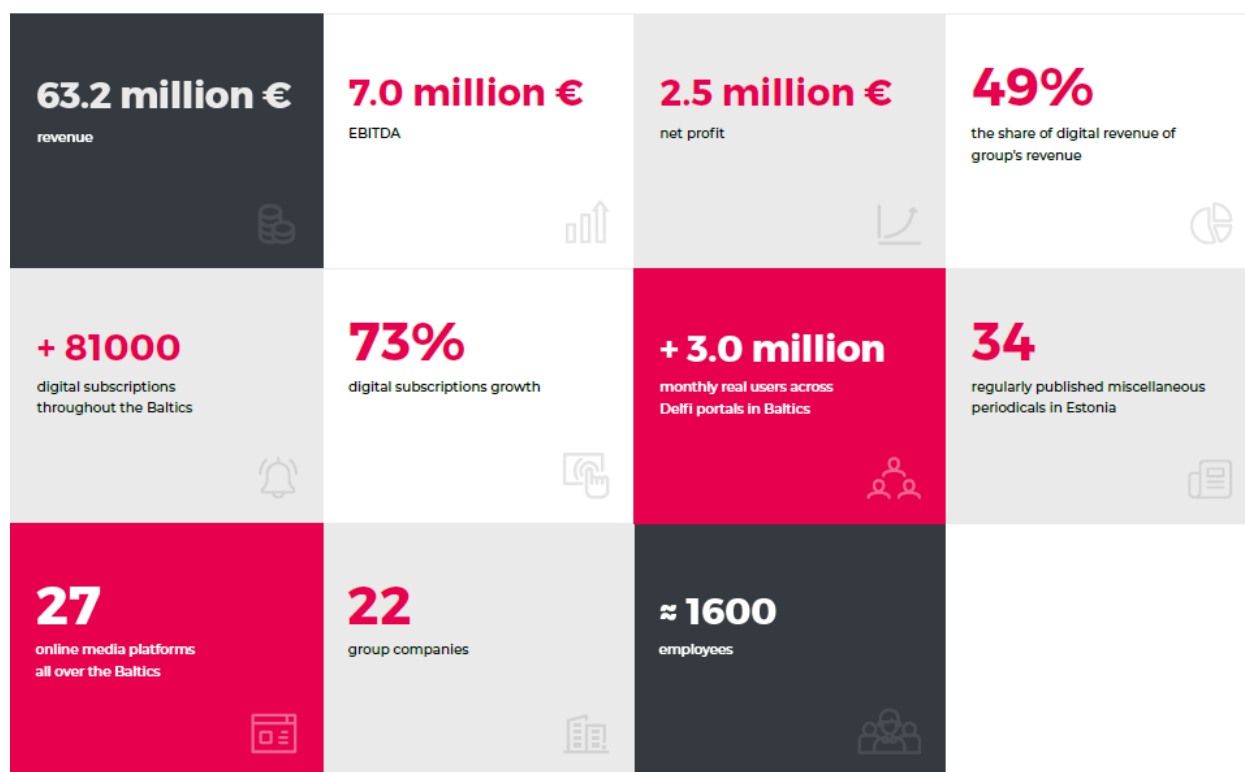 63.2 million €
revenue
7.0 million €
EBITDA
2.5 million €
net profit
49%
the share of digital revenue of
group's revenue
+ 81000
digital subscriptions
throughout the Baltics
73%
digital subscriptions growth
+ 3.0 million
monthly real users across
Delfi portals in Baltics
34
regularly published miscellaneous
periodicals in Estonia
27
online media platforms
all over the Baltics
22
group companies
≈ 1600
employees